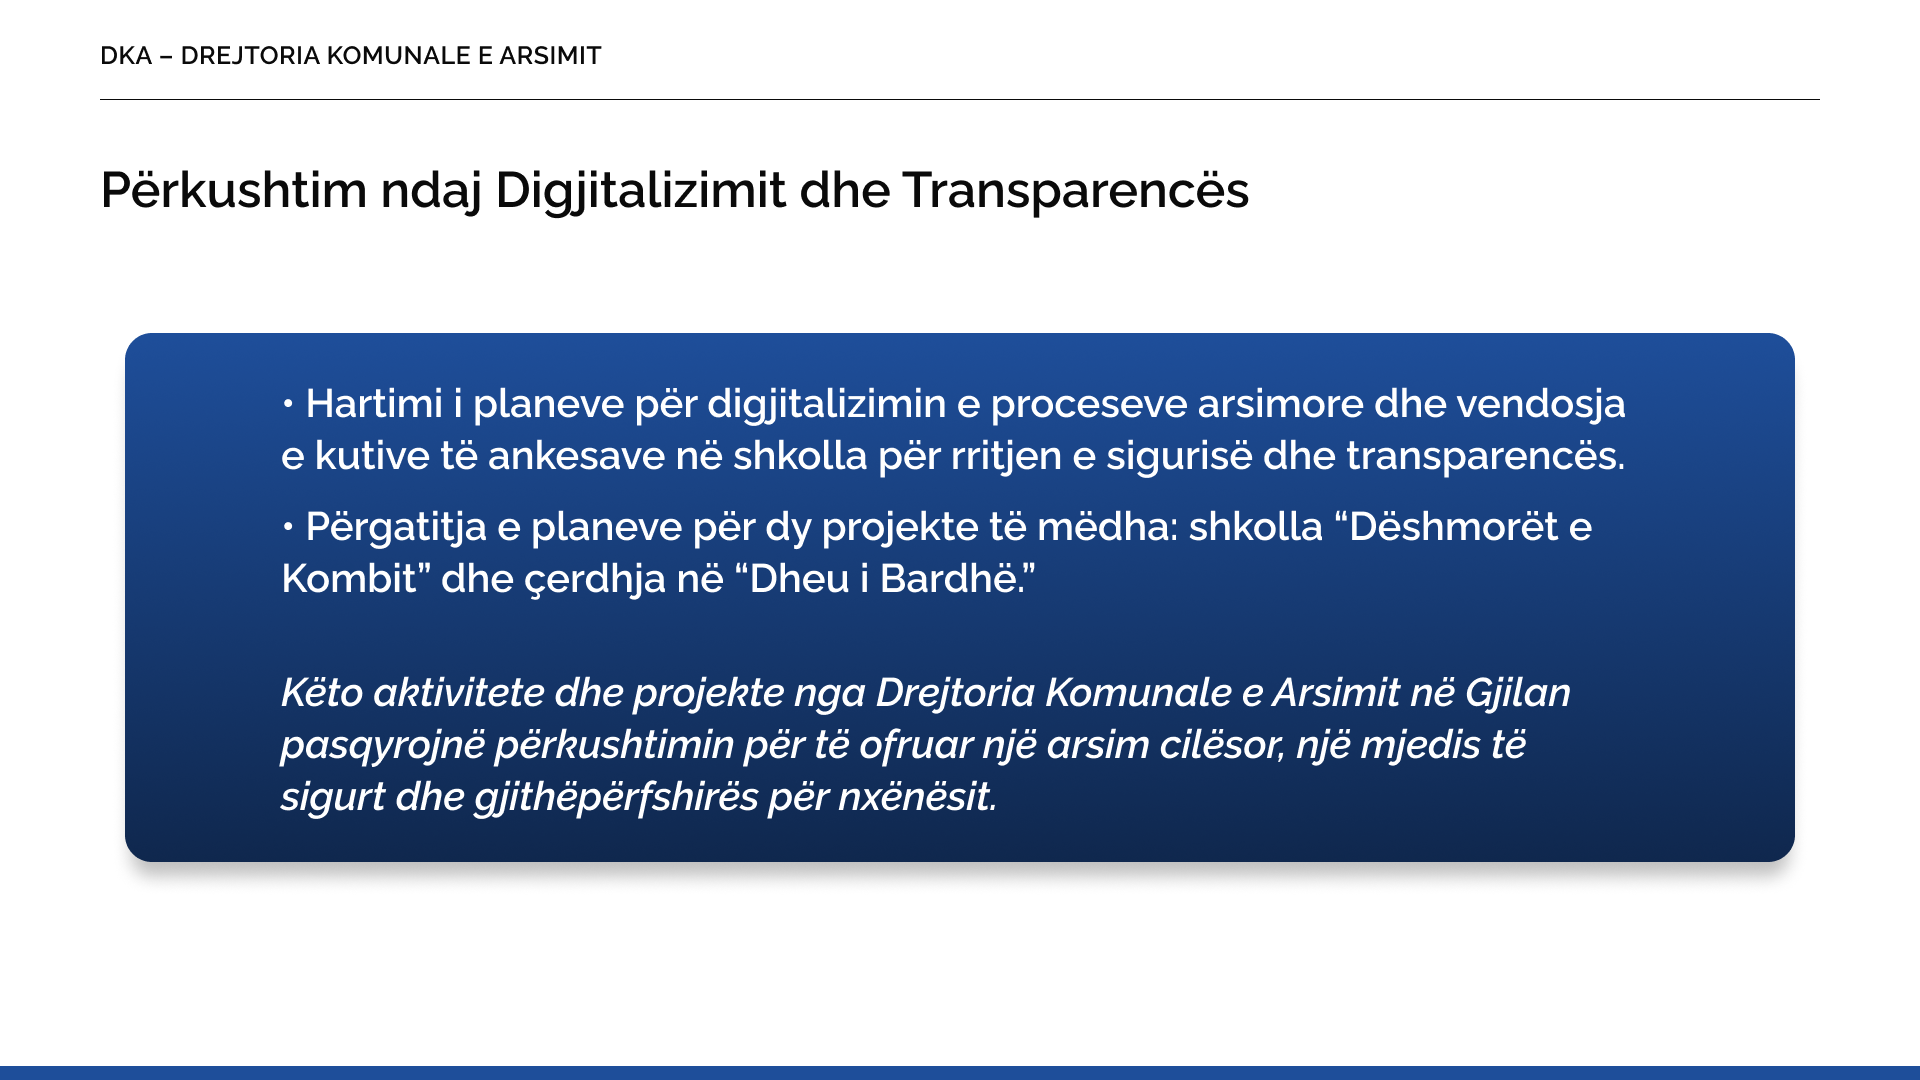 DKA – DREJTORIA KOMUNALE E ARSIMIT
Përkushtim ndaj Digjitalizimit dhe Transparencës
• Hartimi i planeve për digjitalizimin e proceseve arsimore dhe vendosja
e kutive të ankesave në shkolla për rritjen e sigurisë dhe transparencës.
• Përgatitja e planeve për dy projekte të mëdha: shkolla “Dëshmorët e
Kombit” dhe çerdhja në “Dheu i Bardhë.”
Këto aktivitete dhe projekte nga Drejtoria Komunale e Arsimit në Gjilan
pasqyrojnë përkushtimin për të ofruar një arsim cilësor, një mjedis të
sigurt dhe gjithëpërfshirës për nxënësit.